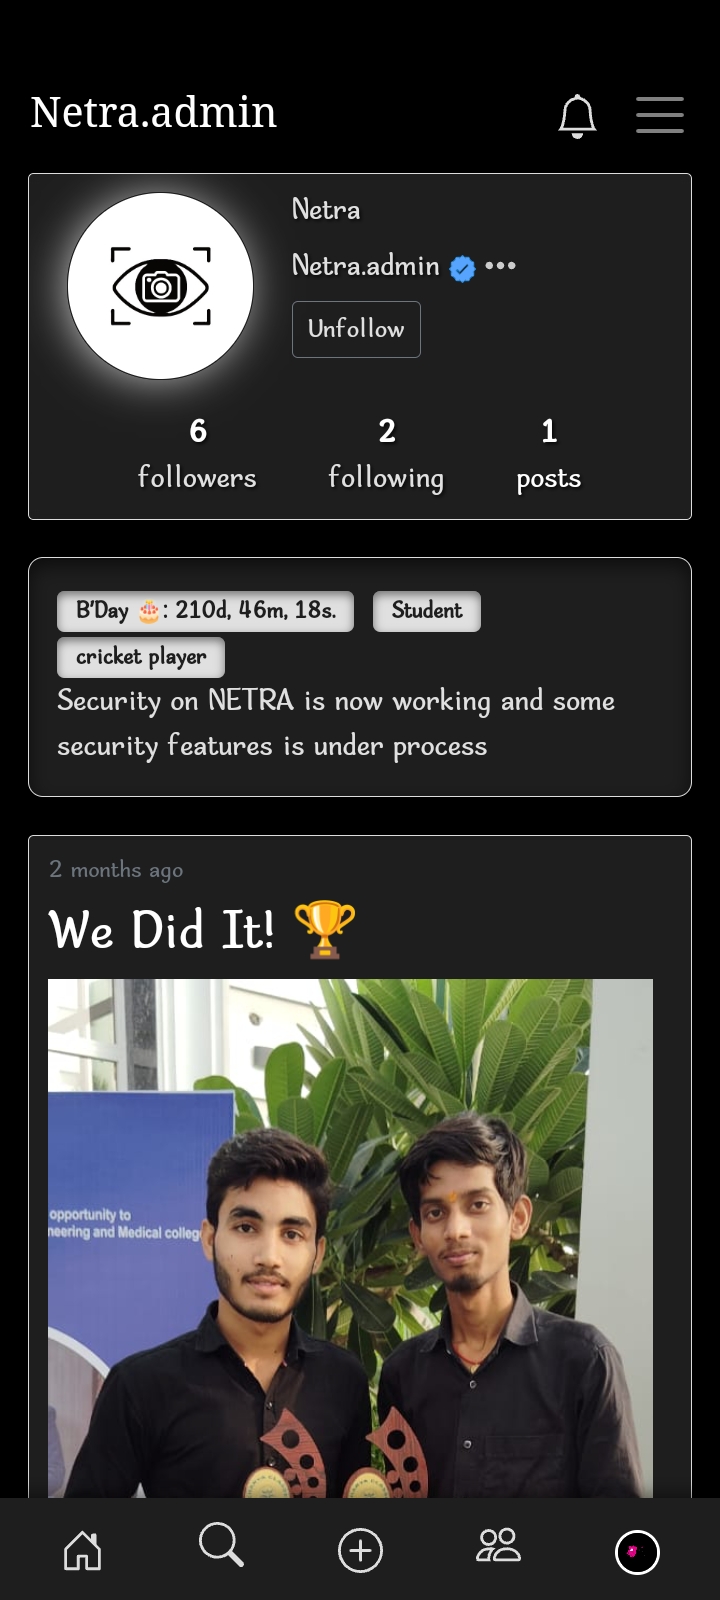 Netra.admin
Netra
Netra.admin
Unfollow
6 2 1
followers following posts
B'Day 🎂: 210d, 46m, 18s. Student
cricket player
Security on NETRA is now working and some
security features is under process
2 months ago
We Did It! 🏆
opportunity to
neering and Medical colleg